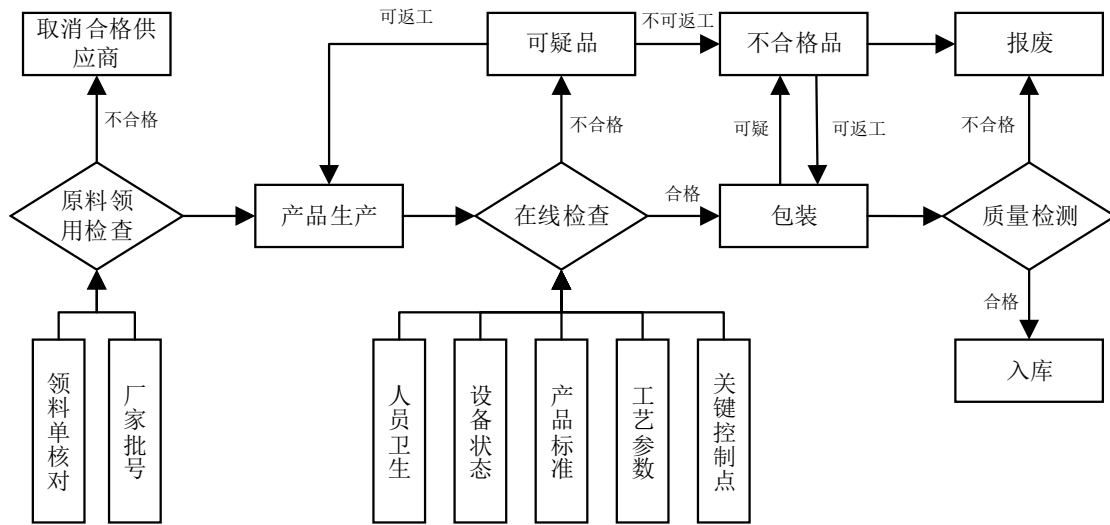 取消合格供
应商
可返工
可疑品
不可返工
不合格品
报废
不合格
不合格
可疑
可返工
不合格
原料领
用检查
产品生产
在线检查
合格
包装
质量检测
合格
入库
领料单核对
厂家批号
人员卫生
设备状态
产品标准
工艺参数
关键控制点